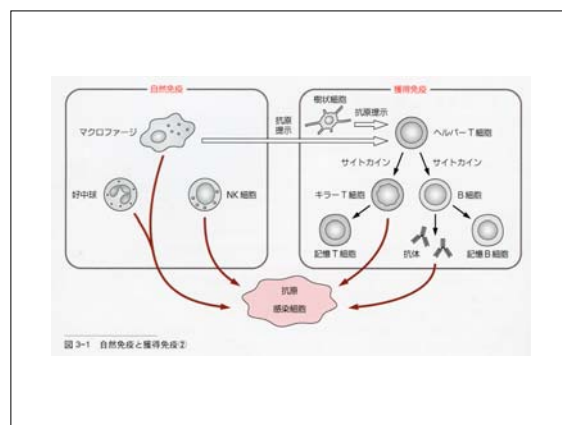 自然免疫
獲得免疫
樹状細胞
抗原提示
マクロファージ
抗原
提示
ヘルパーT細胞
サイトカイン
サイトカイン
好中球
NK細胞
キラーT細胞
B細胞
記憶T細胞
抗体
記憶B細胞
抗原
感染細胞
図3-1 自然免疫と獲得免疫②